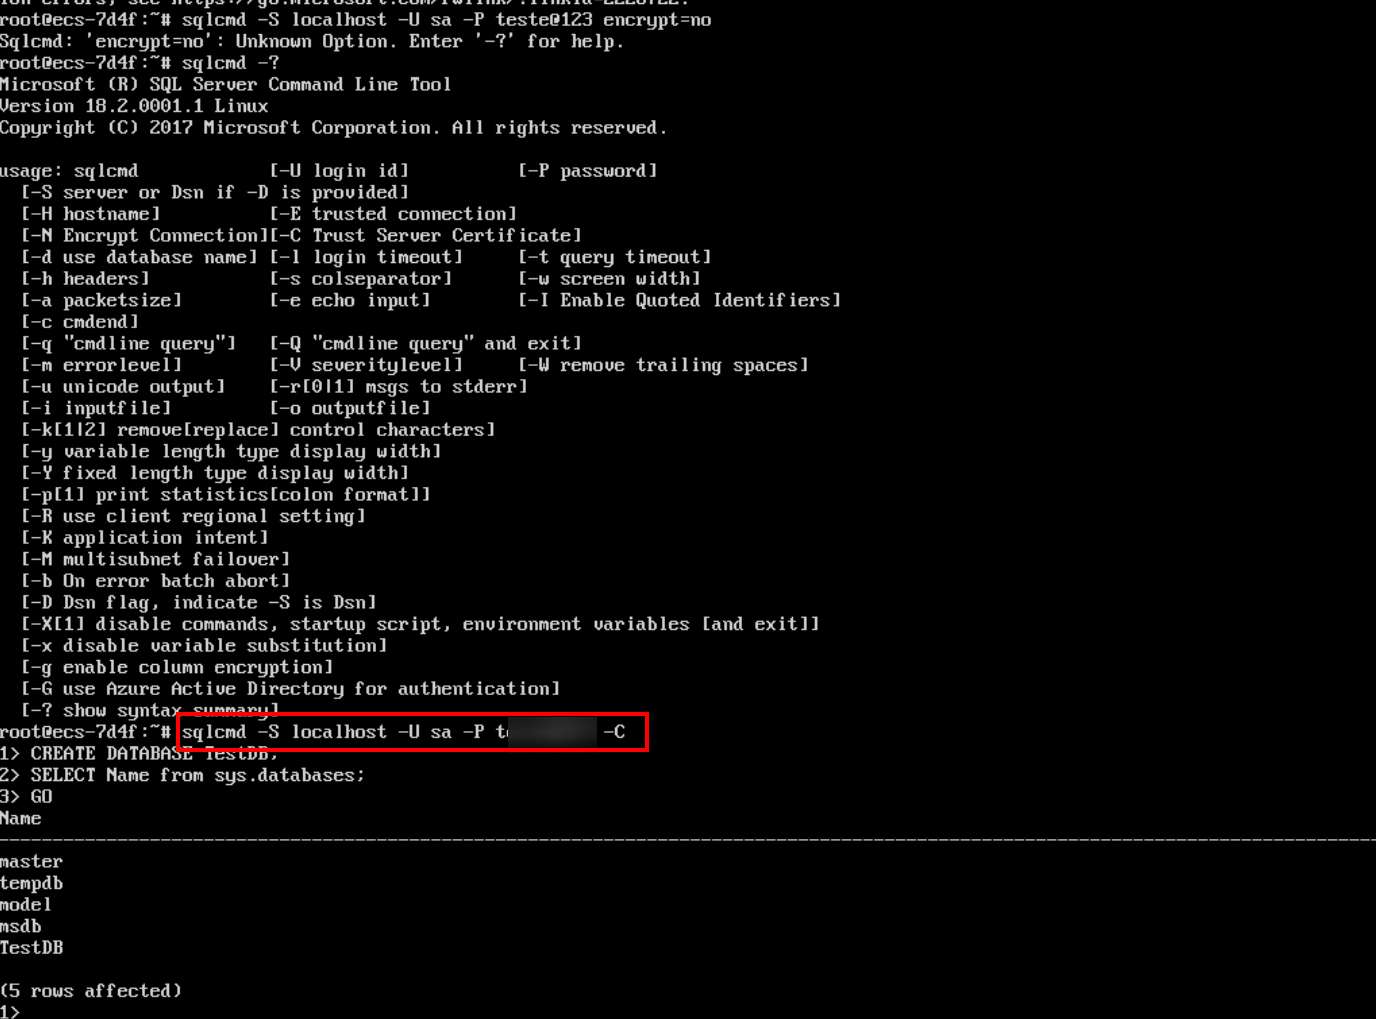 root@ecs-7d4f:~# sqlcmd -S localhost -U sa -P teste@123 encrypt=no
Sqlcmd: 'encrypt=no': Unknown Option. Enter '-?' for help.
root@ecs-7d4f:~# sqlcmd -?
Microsoft (R) SQL Server Command Line Tool
Version 18.2.0001.1 Linux
Copyright (C) 2017 Microsoft Corporation. All rights reserved.
usage: sqlcmd            [-U login id]          [-P password]
  [-S server or Dsn if -D is provided]
  [-H hostname]          [-E trusted connection]
  [-N Encrypt Connection][-C Trust Server Certificate]
  [-d use database name] [-l login timeout]     [-t query timeout]
  [-h headers]           [-s colseparator]      [-w screen width]
  [-a packetsize]        [-e echo input]        [-I Enable Quoted Identifiers]
  [-c cmdend]
  [-q "cmdline query"]   [-Q "cmdline query" and exit]
  [-m errorlevel]        [-V severitylevel]     [-W remove trailing spaces]
  [-u unicode output]    [-r[0|1] msgs to stderr]
  [-i inputfile]         [-o outputfile]
  [-k[1|2] remove[replace] control characters]
  [-y variable length type display width]
  [-Y fixed length type display width]
  [-p[1] print statistics[colon format]]
  [-R use client regional setting]
  [-K application intent]
  [-M multisubnet failover]
  [-b On error batch abort]
  [-D Dsn flag, indicate -S is Dsn]
  [-X[1] disable commands, startup script, environment variables [and exit]]
  [-x disable variable substitution]
  [-g enable column encryption]
  [-G use Azure Active Directory for authentication]
  [-? show syntax summary]
root@ecs-7d4f:~# sqlcmd -S localhost -U sa -P -C
1> CREATE DATABASE TestDB;
2> SELECT Name from sys.databases;
3> GO
Name
master
tempdb
model
msdb
TestDB
(5 rows affected)
1>